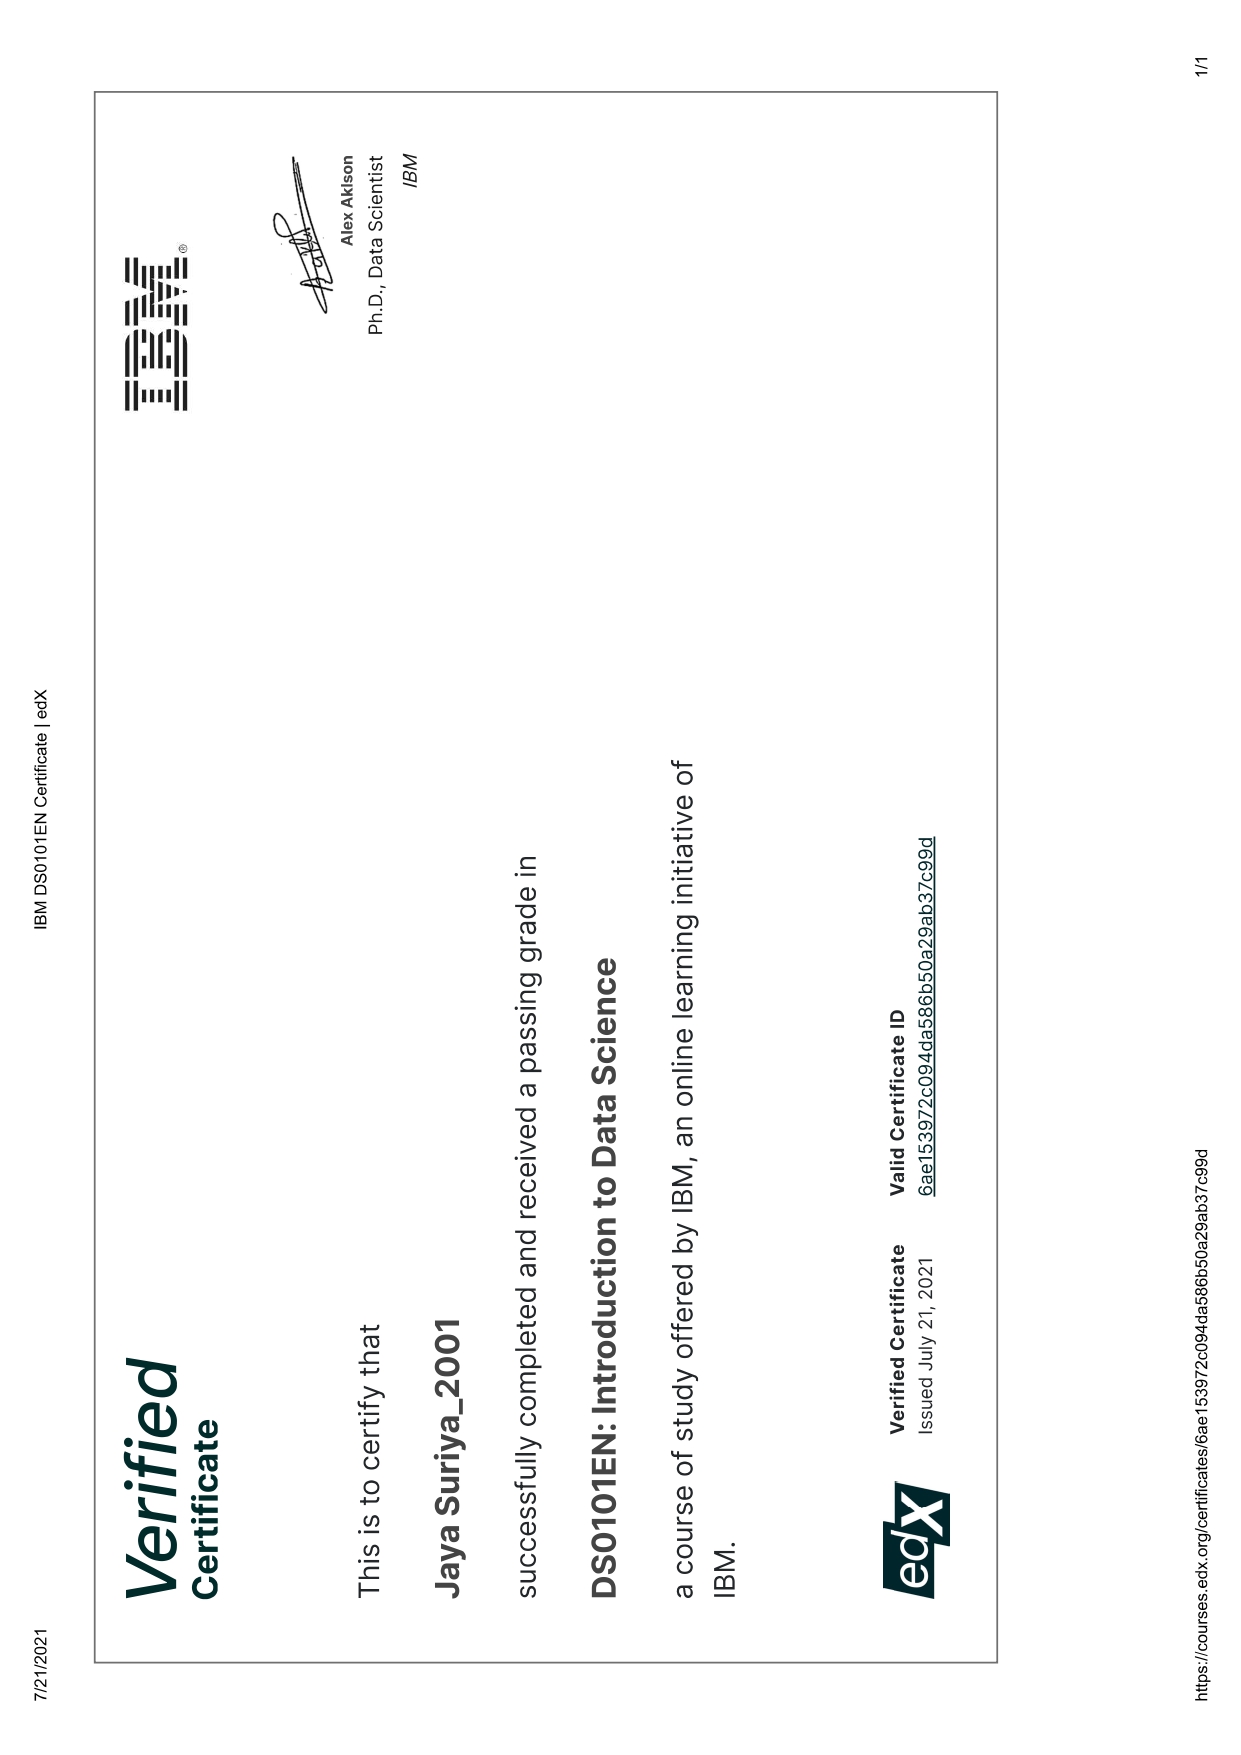 7/21/2021 IBM DS0101EN Certificate | edX
Verified
Certificate
IBM®
This is to certify that
Jaya Suriya_2001
successfully completed and received a passing grade in
DS0101EN: Introduction to Data Science
a course of study offered by IBM, an online learning initiative of
IBM.
Alex Aklson
Ph.D., Data Scientist
IBM
edX
Verified Certificate
Issued July 21, 2021
Valid Certificate ID
6ae153972c094da586b50a29ab37c99d
https://courses.edx.org/certificates/6ae153972c094da586b50a29ab37c99d 1/1